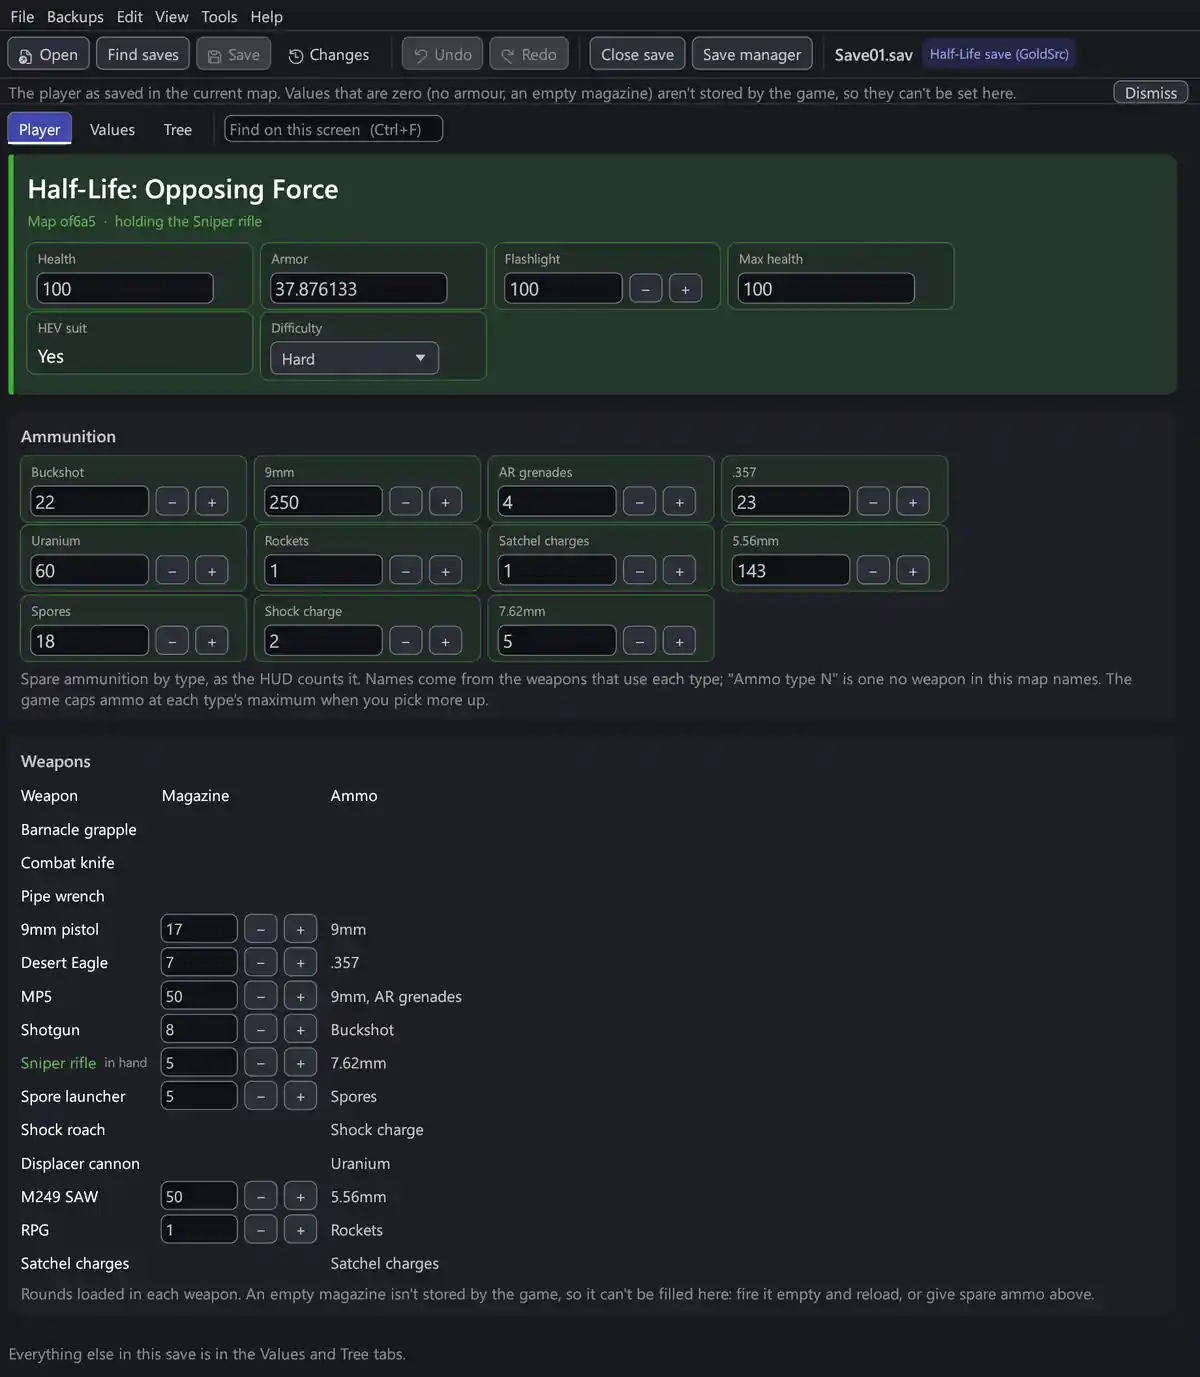 File Backups Edit View Tools Help
Open Find saves Save Changes Undo Redo Close save Save manager Save01.sav Half-Life save (GoldSrc)
The player as saved in the current map. Values that are zero (no armour, an empty magazine) aren't stored by the game, so they can't be set here. Dismiss
Player Values Tree Find on this screen (Ctrl+F)
Half-Life: Opposing Force
Map of6a5 · holding the Sniper rifle
Health Armor Flashlight Max health
100 37.876133 100 − + 100
HEV suit Difficulty
Yes Hard
Ammunition
Buckshot 9mm AR grenades .357
22 − + 250 − + 4 − + 23 − +
Uranium Rockets Satchel charges 5.56mm
60 − + 1 − + 1 − + 143 − +
Spores Shock charge 7.62mm
18 − + 2 − + 5 − +
Spare ammunition by type, as the HUD counts it. Names come from the weapons that use each type; "Ammo type N" is one no weapon in this map names. The
game caps ammo at each type's maximum when you pick more up.
Weapons
Weapon Magazine Ammo
Barnacle grapple
Combat knife
Pipe wrench
9mm pistol 17 − + 9mm
Desert Eagle 7 − + .357
MP5 50 − + 9mm, AR grenades
Shotgun 8 − + Buckshot
Sniper rifle in hand 5 − + 7.62mm
Spore launcher 5 − + Spores
Shock roach Shock charge
Displacer cannon Uranium
M249 SAW 50 − + 5.56mm
RPG 1 − + Rockets
Satchel charges Satchel charges
Rounds loaded in each weapon. An empty magazine isn't stored by the game, so it can't be filled here: fire it empty and reload, or give spare ammo above.
Everything else in this save is in the Values and Tree tabs.